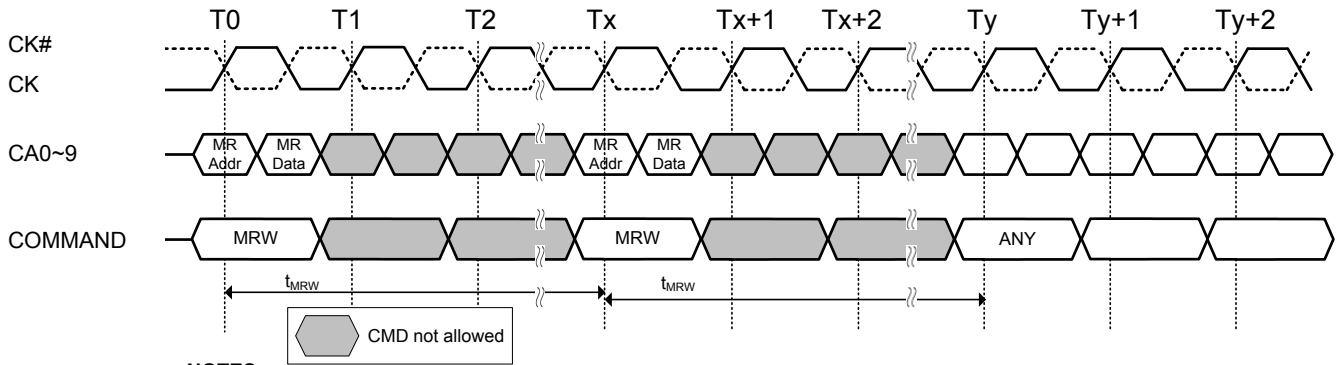 T0 T1 T2 Tx Tx+1 Tx+2 Ty Ty+1 Ty+2
CK#
CK
CA0~9 MR Addr MR Data MR Addr MR Data
COMMAND MRW MRW ANY
tMRW tMRW
CMD not allowed